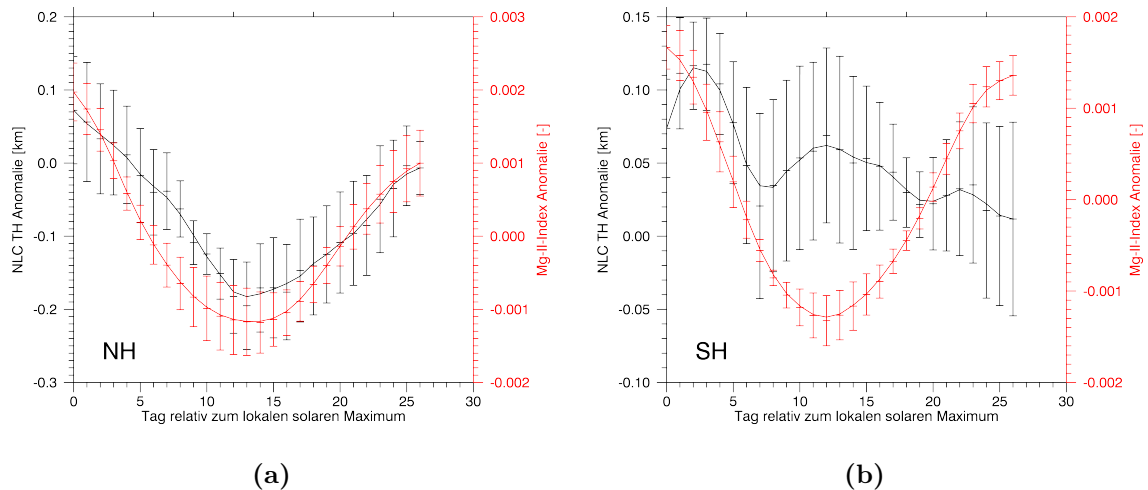 0.2
0.1
0.0
-0.1
-0.2
-0.3
NLC TH Anomalie [km]
0.003
0.002
0.001
0.000
-0.001
-0.002
Mg-II-Index Anomalie [-]
NH
0 5 10 15 20 25 30
Tag relativ zum lokalen solaren Maximum
(a)
0.15
0.10
0.05
0.00
-0.05
-0.10
NLC TH Anomalie [km]
0.002
0.001
0.000
-0.001
-0.002
Mg-II-Index Anomalie [-]
SH
0 5 10 15 20 25 30
Tag relativ zum lokalen solaren Maximum
(b)